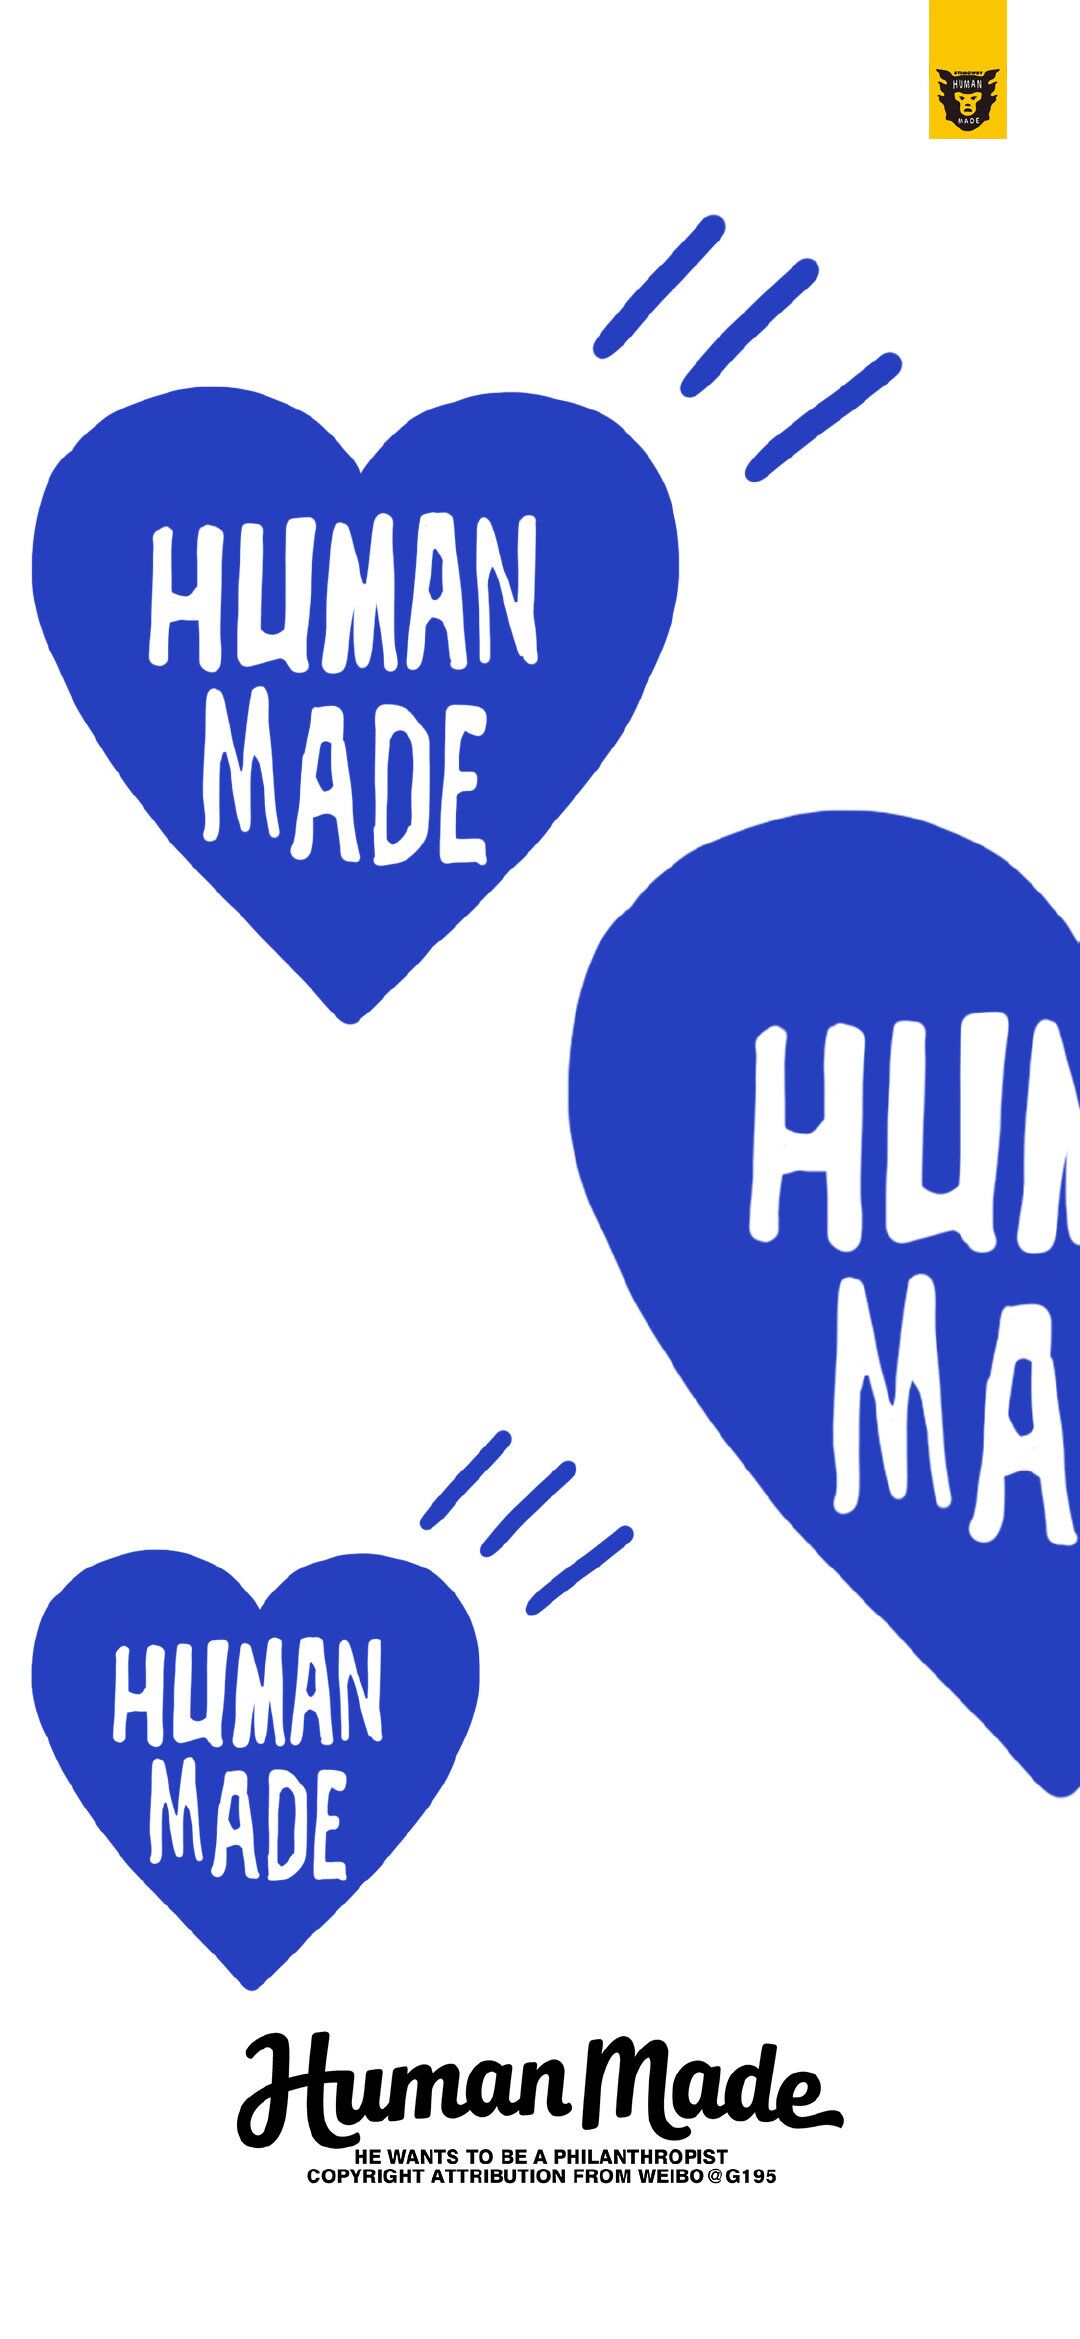 STRMCWBY
HUMAN
MADE
HUMAN
MADE
HUM
MA
HUMAN
MADE
Human Made
HE WANTS TO BE A PHILANTHROPIST
COPYRIGHT ATTRIBUTION FROM WEIBO@G195